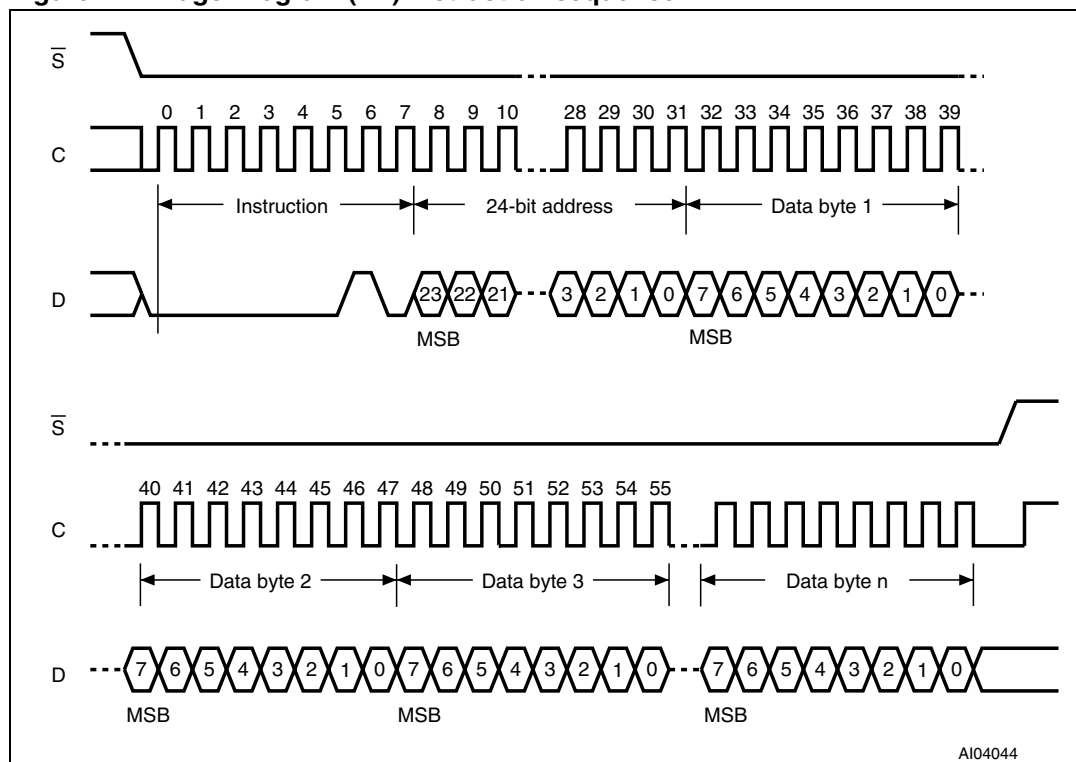 S
0 1 2 3 4 5 6 7 8 9 10 28 29 30 31 32 33 34 35 36 37 38 39
C
Instruction 24-bit address Data byte 1
D
23 22 21 3 2 1 0 7 6 5 4 3 2 1 0
MSB MSB
S
40 41 42 43 44 45 46 47 48 49 50 51 52 53 54 55
C
Data byte 2 Data byte 3 Data byte n
D
7 6 5 4 3 2 1 0 7 6 5 4 3 2 1 0 7 6 5 4 3 2 1 0
MSB MSB MSB
AI04044